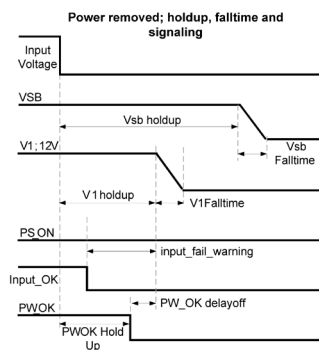 Power removed; holdup, falltime and
signaling
Input
Voltage
VSB
Vsb holdup
Vsb
Falltime
V1; 12V
V1holdup
V1Falltime
PS_ON
input_fail_warning
Input_OK
PW_OK delayoff
PWOK
PWOK Hold
Up